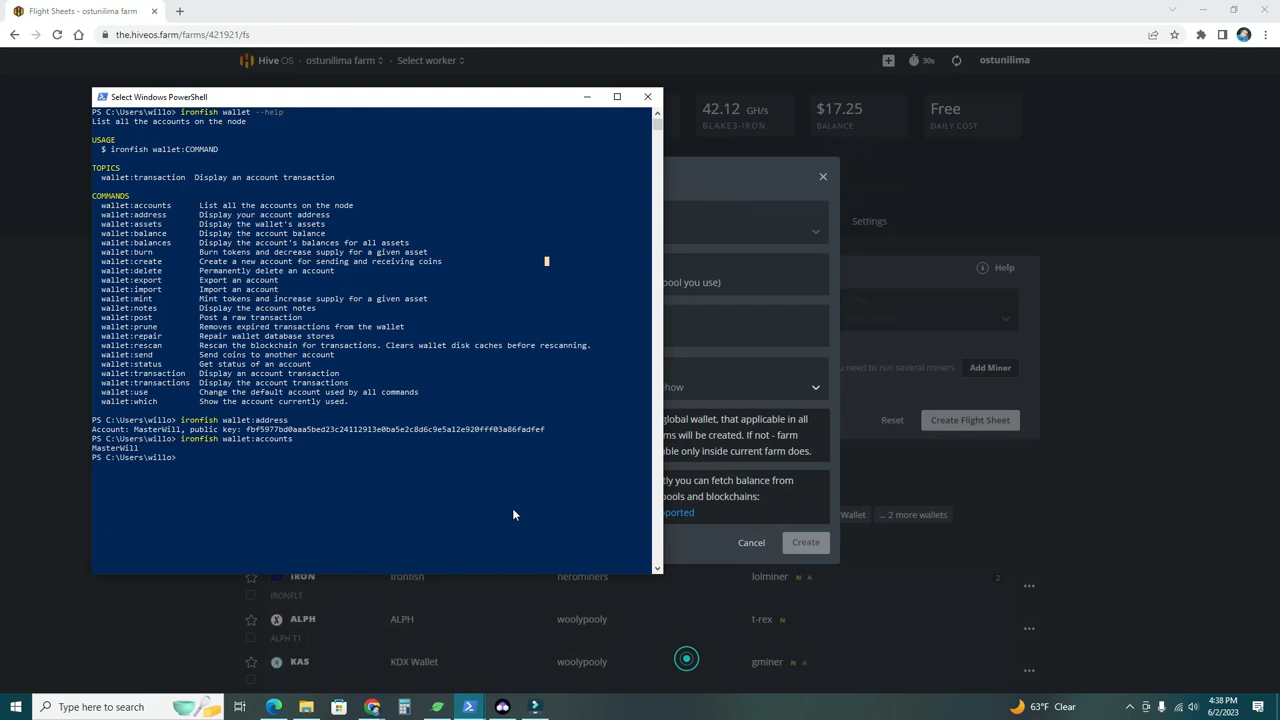 Flight Sheets - ostunilima farm
the.hiveos.farm/farms/421921/fs
Hive OS ostunilima farm Select worker 30s ostunilima
Select Windows PowerShell
PS C:\Users\willo> ironfish wallet --help
List all the accounts on the node
USAGE
$ ironfish wallet:COMMAND
TOPICS
wallet:transaction Display an account transaction
COMMANDS
wallet:accounts List all the accounts on the node
wallet:address Display your account address
wallet:assets Display the wallet's assets
wallet:balance Display the account balance
wallet:balances Display the account's balances for all assets
wallet:burn Burn tokens and decrease supply for a given asset
wallet:create Create a new account for sending and receiving coins
wallet:delete Permanently delete an account
wallet:export Export an account
wallet:import Import an account
wallet:mint Mint tokens and increase supply for a given asset
wallet:notes Display the account notes
wallet:post Post a raw transaction
wallet:prune Removes expired transactions from the wallet
wallet:repair Repair wallet database stores
wallet:rescan Rescan the blockchain for transactions. Clears wallet disk caches before rescanning.
wallet:send Send coins to another account
wallet:status Get status of an account
wallet:transaction Display an account transaction
wallet:transactions Display the account transactions
wallet:use Change the default account used by all commands
wallet:which Show the account currently used.
PS C:\Users\willo> ironfish wallet:address
Account: MasterWill, public key: fbf5977bd0aaa5bed23c24112913e0ba5e2c8d6c9e5a12e920fff03a86fadfef
PS C:\Users\willo> ironfish wallet:accounts
MasterWill
PS C:\Users\willo>
42.12 GH/s $17.25 Free
BLAKE3-IRON BALANCE DAILY COST
Settings
Help
pool you use)
need to run several miners Add Miner
how
global wallet, that applicable in all
ms will be created. If not - farm
able only inside current farm does.
Reset Create Flight Sheet
tly you can fetch balance from
pools and blockchains:
ported
Wallet ... 2 more wallets
Cancel Create
IRON Ironfish herominers lolminer N A 2
IRONFLT
ALPH ALPH woolypooly t-rex N
ALPH T1
KAS KDX Wallet woolypooly gminer N A
Type here to search
63°F Clear
4:38 PM
6/2/2023